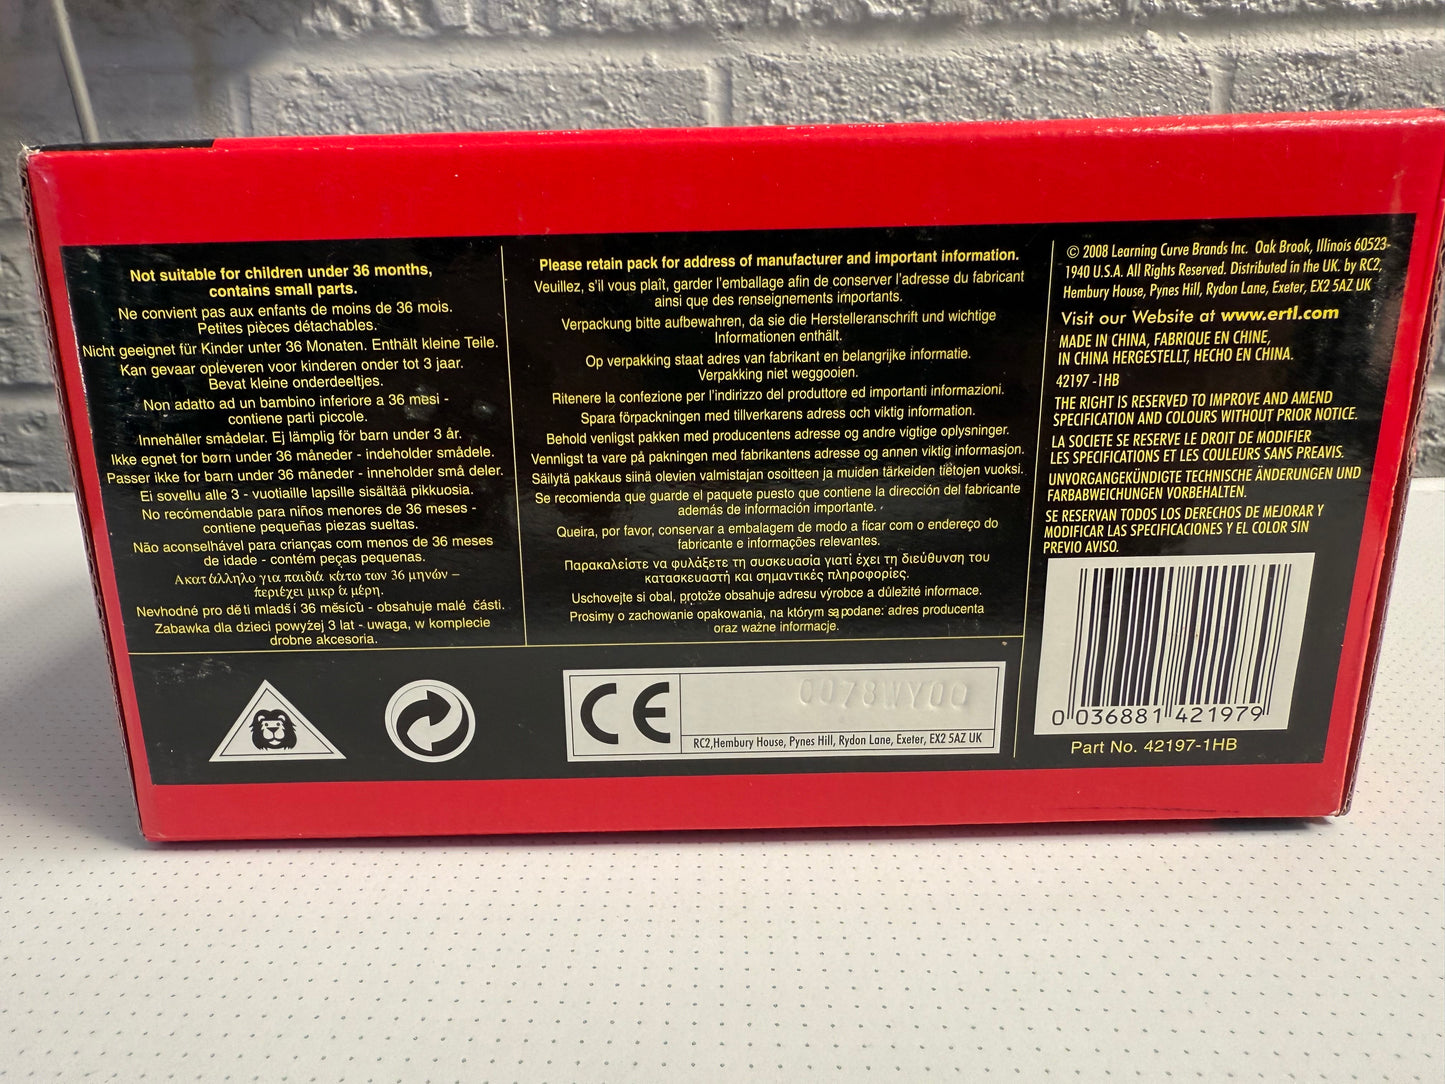 Not suitable for children under 36 months,
contains small parts.
Ne convient pas aux enfants de moins de 36 mois.
Petites pièces détachables.
Nicht geeignet für Kinder unter 36 Monaten. Enthält kleine Teile.
Kan gevaar opleveren voor kinderen onder tot 3 jaar.
Bevat kleine onderdeeltjes.
Non adatto ad un bambino inferiore a 36 mesi -
contiene parti piccole.
Innehåller smådelar. Ej lämplig för barn under 3 år.
Ikke egnet for børn under 36 måneder - indeholder smådele.
Passer ikke for barn under 36 måneder - inneholder små deler.
Ei sovellu alle 3 - vuotiaille lapsille sisältää pikkuosia.
No recómendable para niños menores de 36 meses -
contiene pequeñas piezas sueltas.
Não aconselhável para crianças com menos de 36 meses
de idade - contém peças pequenas.
Ακατάλληλο για παιδιά κάτω των 36 μηνών –
περιέχει μικρ ά μέρη.
Nevhodné pro děti mladší 36 měsíců - obsahuje malé části.
Zabawka dla dzieci powyżej 3 lat - uwaga, w komplecie
drobne akcesoria.
Please retain pack for address of manufacturer and important information.
Veuillez, s'il vous plaît, garder l'emballage afin de conserver l'adresse du fabricant
ainsi que des renseignements importants.
Verpackung bitte aufbewahren, da sie die Herstelleranschrift und wichtige
Informationen enthält.
Op verpakking staat adres van fabrikant en belangrijke informatie.
Verpakking niet weggooien.
Ritenere la confezione per l'indirizzo del produttore ed importanti informazioni.
Spara förpackningen med tillverkarens adress och viktig information.
Behold venligst pakken med producentens adresse og andre vigtige oplysninger.
Vennligst ta vare på pakningen med fabrikantens adresse og annen viktig informasjon.
Säilytä pakkaus siinä olevien valmistajan osoitteen ja muiden tärkeiden tietojen vuoksi.
Se recomienda que guarde el paquete puesto que contiene la dirección del fabricante
además de información importante.
Queira, por favor, conservar a embalagem de modo a ficar com o endereço do
fabricante e informações relevantes.
Παρακαλείστε να φυλάξετε τη συσκευασία γιατί έχει τη διεύθυνση του
κατασκευαστή και σημαντικές πληροφορίες.
Uschovejte si obal, protože obsahuje adresu výrobce a důležité informace.
Prosimy o zachowanie opakowania, na którym są podane: adres producenta
oraz ważne informacje.
© 2008 Learning Curve Brands Inc. Oak Brook, Illinois 60523-
1940 U.S.A. All Rights Reserved. Distributed in the UK. by RC2,
Hembury House, Pynes Hill, Rydon Lane, Exeter, EX2 5AZ UK
Visit our Website at www.ertl.com
MADE IN CHINA, FABRIQUE EN CHINE,
IN CHINA HERGESTELLT, HECHO EN CHINA.
42197 -1HB
THE RIGHT IS RESERVED TO IMPROVE AND AMEND
SPECIFICATION AND COLOURS WITHOUT PRIOR NOTICE.
LA SOCIETE SE RESERVE LE DROIT DE MODIFIER
LES SPECIFICATIONS ET LES COULEURS SANS PREAVIS.
UNVORGANGEKÜNDIGTE TECHNISCHE ÄNDERUNGEN UND
FARBABWEICHUNGEN VORBEHALTEN.
SE RESERVAN TODOS LOS DERECHOS DE MEJORAR Y
MODIFICAR LAS SPECIFICACIONES Y EL COLOR SIN
PREVIO AVISO.
0 036881 421979
Part No. 42197-1HB
CE
0078WY00
RC2,Hembury House, Pynes Hill, Rydon Lane, Exeter, EX2 5AZ UK